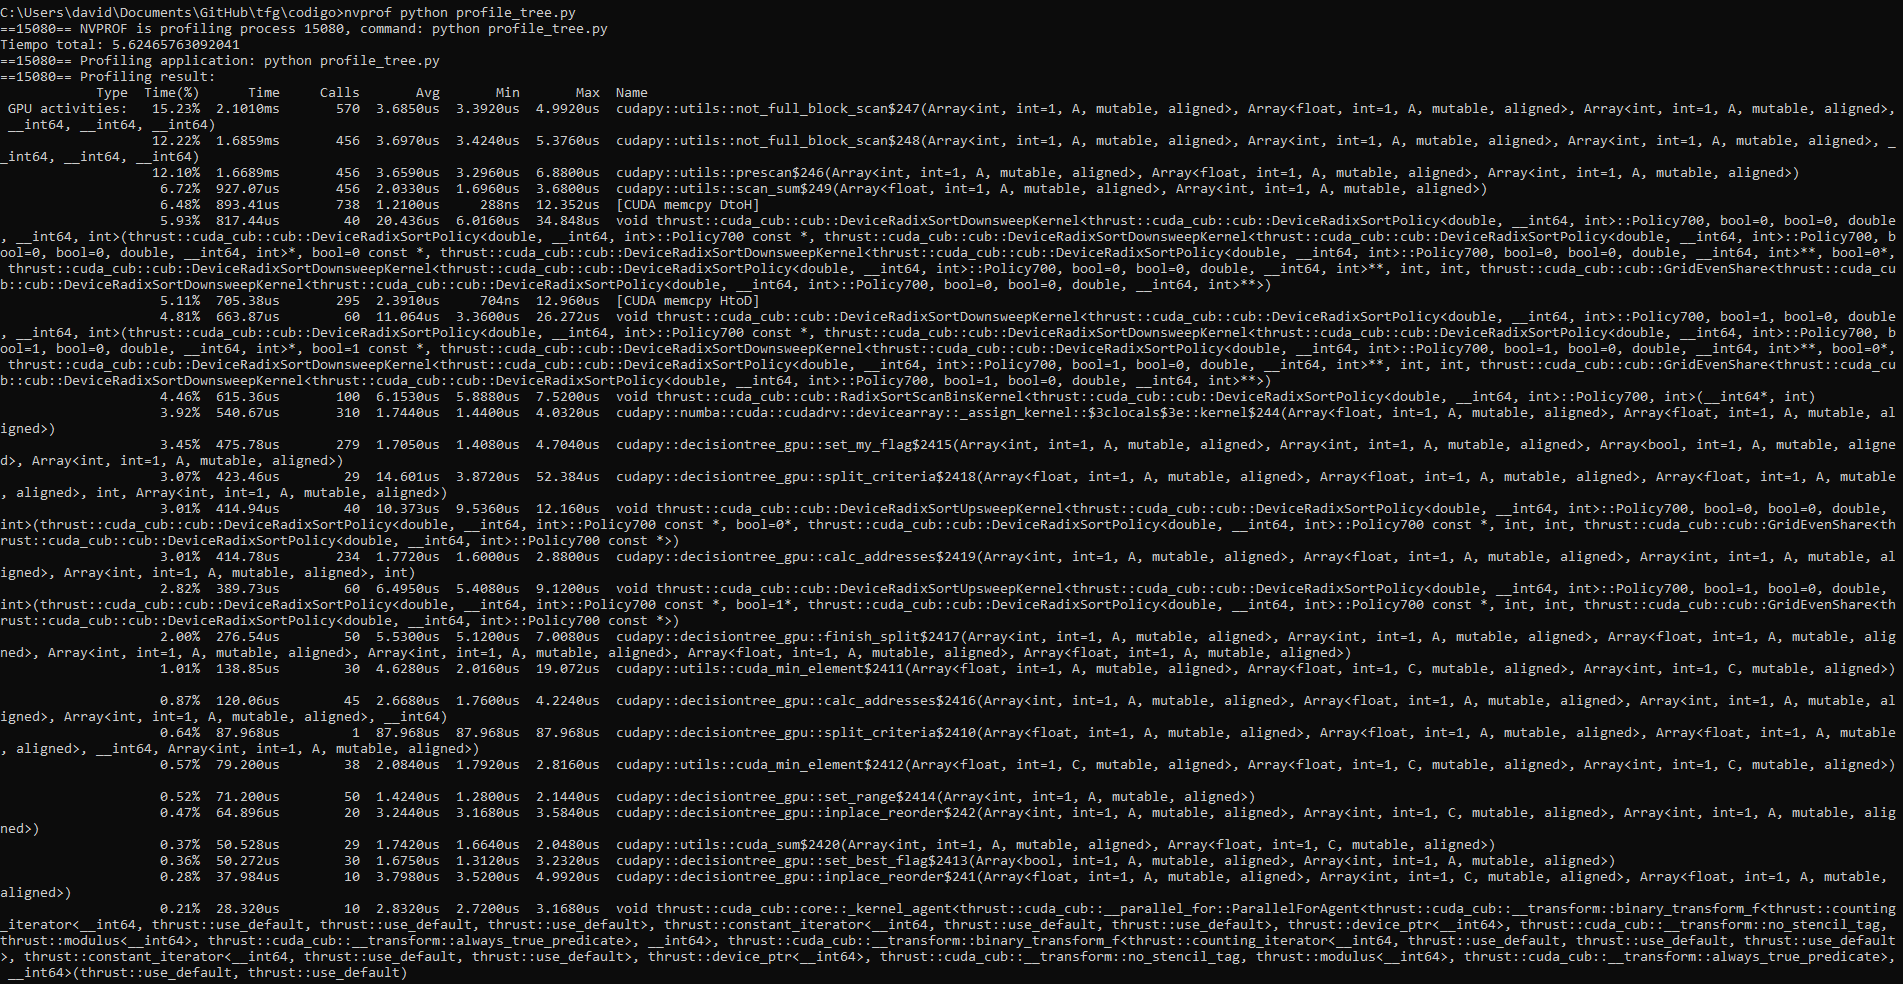 C:\Users\david\Documents\GitHub\tfg\codigo>nvprof python profile_tree.py
==15080== NVPROF is profiling process 15080, command: python profile_tree.py
Tiempo total: 5.62465763092041
==15080== Profiling application: python profile_tree.py
==15080== Profiling result:
            Type  Time(%)      Time     Calls       Avg       Min       Max  Name
 GPU activities:   15.23%  2.1010ms       570  3.6850us  3.3920us  4.9920us  cudapy::utils::not_full_block_scan$247(Array<int, int=1, A, mutable, aligned>, Array<float, int=1, A, mutable, aligned>, Array<int, int=1, A, mutable, aligned>,
 __int64, __int64, __int64)
                   12.22%  1.6859ms       456  3.6970us  3.4240us  5.3760us  cudapy::utils::not_full_block_scan$248(Array<int, int=1, A, mutable, aligned>, Array<int, int=1, A, mutable, aligned>, Array<int, int=1, A, mutable, aligned>, _
_int64, __int64, __int64)
                   12.10%  1.6689ms       456  3.6590us  3.2960us  6.8800us  cudapy::utils::prescan$246(Array<int, int=1, A, mutable, aligned>, Array<float, int=1, A, mutable, aligned>, Array<int, int=1, A, mutable, aligned>)
                    6.72%  927.07us       456  2.0330us  1.6960us  3.6800us  cudapy::utils::scan_sum$249(Array<float, int=1, A, mutable, aligned>, Array<int, int=1, A, mutable, aligned>)
                    6.48%  893.41us       738  1.2100us     288ns  12.352us  [CUDA memcpy DtoH]
                    5.93%  817.44us        40  20.436us  6.0160us  34.848us  void thrust::cuda_cub::cub::DeviceRadixSortDownsweepKernel<thrust::cuda_cub::cub::DeviceRadixSortPolicy<double, __int64, int>::Policy700, bool=0, bool=0, double
, __int64, int>(thrust::cuda_cub::cub::DeviceRadixSortPolicy<double, __int64, int>::Policy700 const *, thrust::cuda_cub::cub::DeviceRadixSortDownsweepKernel<thrust::cuda_cub::cub::DeviceRadixSortPolicy<double, __int64, int>::Policy700, b
ool=0, bool=0, double, __int64, int>*, bool=0 const *, thrust::cuda_cub::cub::DeviceRadixSortDownsweepKernel<thrust::cuda_cub::cub::DeviceRadixSortPolicy<double, __int64, int>::Policy700, bool=0, bool=0, double, __int64, int>**, bool=0*,
 thrust::cuda_cub::cub::DeviceRadixSortDownsweepKernel<thrust::cuda_cub::cub::DeviceRadixSortPolicy<double, __int64, int>::Policy700, bool=0, bool=0, double, __int64, int>**, int, int, thrust::cuda_cub::cub::GridEvenShare<thrust::cuda_cu
b::cub::DeviceRadixSortDownsweepKernel<thrust::cuda_cub::cub::DeviceRadixSortPolicy<double, __int64, int>::Policy700, bool=0, bool=0, double, __int64, int>**>)
                    5.11%  705.38us       295  2.3910us     704ns  12.960us  [CUDA memcpy HtoD]
                    4.81%  663.87us        60  11.064us  3.3600us  26.272us  void thrust::cuda_cub::cub::DeviceRadixSortDownsweepKernel<thrust::cuda_cub::cub::DeviceRadixSortPolicy<double, __int64, int>::Policy700, bool=1, bool=0, double
, __int64, int>(thrust::cuda_cub::cub::DeviceRadixSortPolicy<double, __int64, int>::Policy700 const *, thrust::cuda_cub::cub::DeviceRadixSortDownsweepKernel<thrust::cuda_cub::cub::DeviceRadixSortPolicy<double, __int64, int>::Policy700, b
ool=1, bool=0, double, __int64, int>*, bool=1 const *, thrust::cuda_cub::cub::DeviceRadixSortDownsweepKernel<thrust::cuda_cub::cub::DeviceRadixSortPolicy<double, __int64, int>::Policy700, bool=1, bool=0, double, __int64, int>**, bool=0*,
 thrust::cuda_cub::cub::DeviceRadixSortDownsweepKernel<thrust::cuda_cub::cub::DeviceRadixSortPolicy<double, __int64, int>::Policy700, bool=1, bool=0, double, __int64, int>**, int, int, thrust::cuda_cub::cub::GridEvenShare<thrust::cuda_cu
b::cub::DeviceRadixSortDownsweepKernel<thrust::cuda_cub::cub::DeviceRadixSortPolicy<double, __int64, int>::Policy700, bool=1, bool=0, double, __int64, int>**>)
                    4.46%  615.36us       100  6.1530us  5.8880us  7.5200us  void thrust::cuda_cub::cub::RadixSortScanBinsKernel<thrust::cuda_cub::cub::DeviceRadixSortPolicy<double, __int64, int>::Policy700, int>(__int64*, int)
                    3.92%  540.67us       310  1.7440us  1.4400us  4.0320us  cudapy::numba::cuda::cudadrv::devicearray::_assign_kernel::$3clocals$3e::kernel$244(Array<float, int=1, A, mutable, aligned>, Array<float, int=1, A, mutable, al
igned>)
                    3.45%  475.78us       279  1.7050us  1.4080us  4.7040us  cudapy::decisiontree_gpu::set_my_flag$2415(Array<int, int=1, A, mutable, aligned>, Array<int, int=1, A, mutable, aligned>, Array<bool, int=1, A, mutable, aligne
d>, Array<int, int=1, A, mutable, aligned>)
                    3.07%  423.46us        29  14.601us  3.8720us  52.384us  cudapy::decisiontree_gpu::split_criteria$2418(Array<float, int=1, A, mutable, aligned>, Array<float, int=1, A, mutable, aligned>, Array<float, int=1, A, mutable
, aligned>, int, Array<int, int=1, A, mutable, aligned>)
                    3.01%  414.94us        40  10.373us  9.5360us  12.160us  void thrust::cuda_cub::cub::DeviceRadixSortUpsweepKernel<thrust::cuda_cub::cub::DeviceRadixSortPolicy<double, __int64, int>::Policy700, bool=0, bool=0, double,
int>(thrust::cuda_cub::cub::DeviceRadixSortPolicy<double, __int64, int>::Policy700 const *, bool=0*, thrust::cuda_cub::cub::DeviceRadixSortPolicy<double, __int64, int>::Policy700 const *, int, int, thrust::cuda_cub::cub::GridEvenShare<th
rust::cuda_cub::cub::DeviceRadixSortPolicy<double, __int64, int>::Policy700 const *>)
                    3.01%  414.78us       234  1.7720us  1.6000us  2.8800us  cudapy::decisiontree_gpu::calc_addresses$2419(Array<int, int=1, A, mutable, aligned>, Array<float, int=1, A, mutable, aligned>, Array<int, int=1, A, mutable, al
igned>, Array<int, int=1, A, mutable, aligned>, int)
                    2.82%  389.73us        60  6.4950us  5.4080us  9.1200us  void thrust::cuda_cub::cub::DeviceRadixSortUpsweepKernel<thrust::cuda_cub::cub::DeviceRadixSortPolicy<double, __int64, int>::Policy700, bool=1, bool=0, double,
int>(thrust::cuda_cub::cub::DeviceRadixSortPolicy<double, __int64, int>::Policy700 const *, bool=1*, thrust::cuda_cub::cub::DeviceRadixSortPolicy<double, __int64, int>::Policy700 const *, int, int, thrust::cuda_cub::cub::GridEvenShare<th
rust::cuda_cub::cub::DeviceRadixSortPolicy<double, __int64, int>::Policy700 const *>)
                    2.00%  276.54us        50  5.5300us  5.1200us  7.0080us  cudapy::decisiontree_gpu::finish_split$2417(Array<int, int=1, A, mutable, aligned>, Array<int, int=1, A, mutable, aligned>, Array<float, int=1, A, mutable, alig
ned>, Array<int, int=1, A, mutable, aligned>, Array<int, int=1, A, mutable, aligned>, Array<float, int=1, A, mutable, aligned>, Array<float, int=1, A, mutable, aligned>)
                    1.01%  138.85us        30  4.6280us  2.0160us  19.072us  cudapy::utils::cuda_min_element$2411(Array<float, int=1, A, mutable, aligned>, Array<float, int=1, C, mutable, aligned>, Array<int, int=1, C, mutable, aligned>)
                    0.87%  120.06us        45  2.6680us  1.7600us  4.2240us  cudapy::decisiontree_gpu::calc_addresses$2416(Array<int, int=1, A, mutable, aligned>, Array<int, int=1, A, mutable, aligned>, Array<int, int=1, A, mutable, al
igned>, Array<int, int=1, A, mutable, aligned>, __int64)
                    0.64%  87.968us         1  87.968us  87.968us  87.968us  cudapy::decisiontree_gpu::split_criteria$2410(Array<float, int=1, A, mutable, aligned>, Array<float, int=1, A, mutable, aligned>, Array<float, int=1, A, mutable
, aligned>, __int64, Array<int, int=1, A, mutable, aligned>)
                    0.57%  79.200us        38  2.0840us  1.7920us  2.8160us  cudapy::utils::cuda_min_element$2412(Array<float, int=1, C, mutable, aligned>, Array<float, int=1, C, mutable, aligned>, Array<int, int=1, C, mutable, aligned>)
                    0.52%  71.200us        50  1.4240us  1.2800us  2.1440us  cudapy::decisiontree_gpu::set_range$2414(Array<int, int=1, A, mutable, aligned>)
                    0.47%  64.896us        20  3.2440us  3.1680us  3.5840us  cudapy::decisiontree_gpu::inplace_reorder$242(Array<int, int=1, A, mutable, aligned>, Array<int, int=1, C, mutable, aligned>, Array<int, int=1, A, mutable, alig
ned>)
                    0.37%  50.528us        29  1.7420us  1.6640us  2.0480us  cudapy::utils::cuda_sum$2420(Array<int, int=1, A, mutable, aligned>, Array<float, int=1, C, mutable, aligned>)
                    0.36%  50.272us        30  1.6750us  1.3120us  3.2320us  cudapy::decisiontree_gpu::set_best_flag$2413(Array<bool, int=1, A, mutable, aligned>, Array<int, int=1, A, mutable, aligned>)
                    0.28%  37.984us        10  3.7980us  3.5200us  4.9920us  cudapy::decisiontree_gpu::inplace_reorder$241(Array<float, int=1, A, mutable, aligned>, Array<int, int=1, C, mutable, aligned>, Array<float, int=1, A, mutable,
aligned>)
                    0.21%  28.320us        10  2.8320us  2.7200us  3.1680us  void thrust::cuda_cub::core::_kernel_agent<thrust::cuda_cub::__parallel_for::ParallelForAgent<thrust::cuda_cub::__transform::binary_transform_f<thrust::counting
_iterator<__int64, thrust::use_default, thrust::use_default, thrust::use_default>, thrust::constant_iterator<__int64, thrust::use_default, thrust::use_default>, thrust::device_ptr<__int64>, thrust::cuda_cub::__transform::no_stencil_tag,
thrust::modulus<__int64>, thrust::cuda_cub::__transform::always_true_predicate>, __int64>, thrust::cuda_cub::__transform::binary_transform_f<thrust::counting_iterator<__int64, thrust::use_default, thrust::use_default, thrust::use_default
>, thrust::constant_iterator<__int64, thrust::use_default, thrust::use_default>, thrust::device_ptr<__int64>, thrust::cuda_cub::__transform::no_stencil_tag, thrust::modulus<__int64>, thrust::cuda_cub::__transform::always_true_predicate>,
 __int64>(thrust::use_default, thrust::use_default)